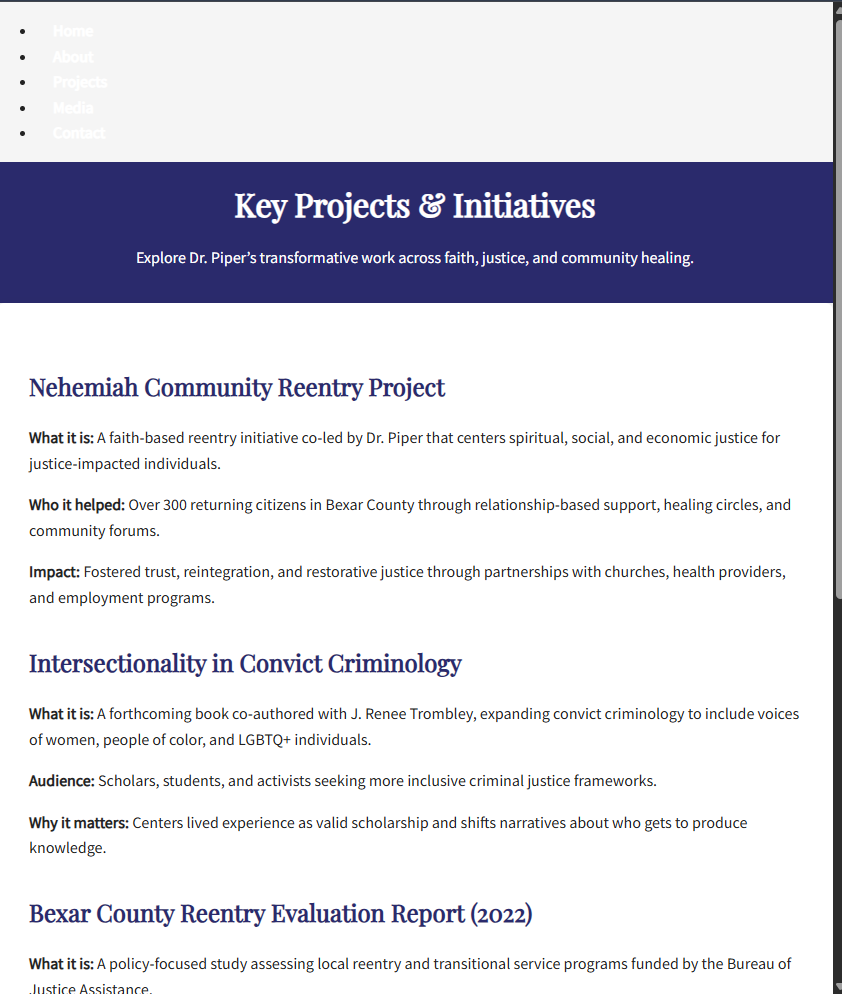 Home
About
Projects
Media
Contact
Key Projects & Initiatives
Explore Dr. Piper’s transformative work across faith, justice, and community healing.
Nehemiah Community Reentry Project
What it is: A faith-based reentry initiative co-led by Dr. Piper that centers spiritual, social, and economic justice for
justice-impacted individuals.
Who it helped: Over 300 returning citizens in Bexar County through relationship-based support, healing circles, and
community forums.
Impact: Fostered trust, reintegration, and restorative justice through partnerships with churches, health providers,
and employment programs.
Intersectionality in Convict Criminology
What it is: A forthcoming book co-authored with J. Renee Trombley, expanding convict criminology to include voices
of women, people of color, and LGBTQ+ individuals.
Audience: Scholars, students, and activists seeking more inclusive criminal justice frameworks.
Why it matters: Centers lived experience as valid scholarship and shifts narratives about who gets to produce
knowledge.
Bexar County Reentry Evaluation Report (2022)
What it is: A policy-focused study assessing local reentry and transitional service programs funded by the Bureau of
Justice Assistance.